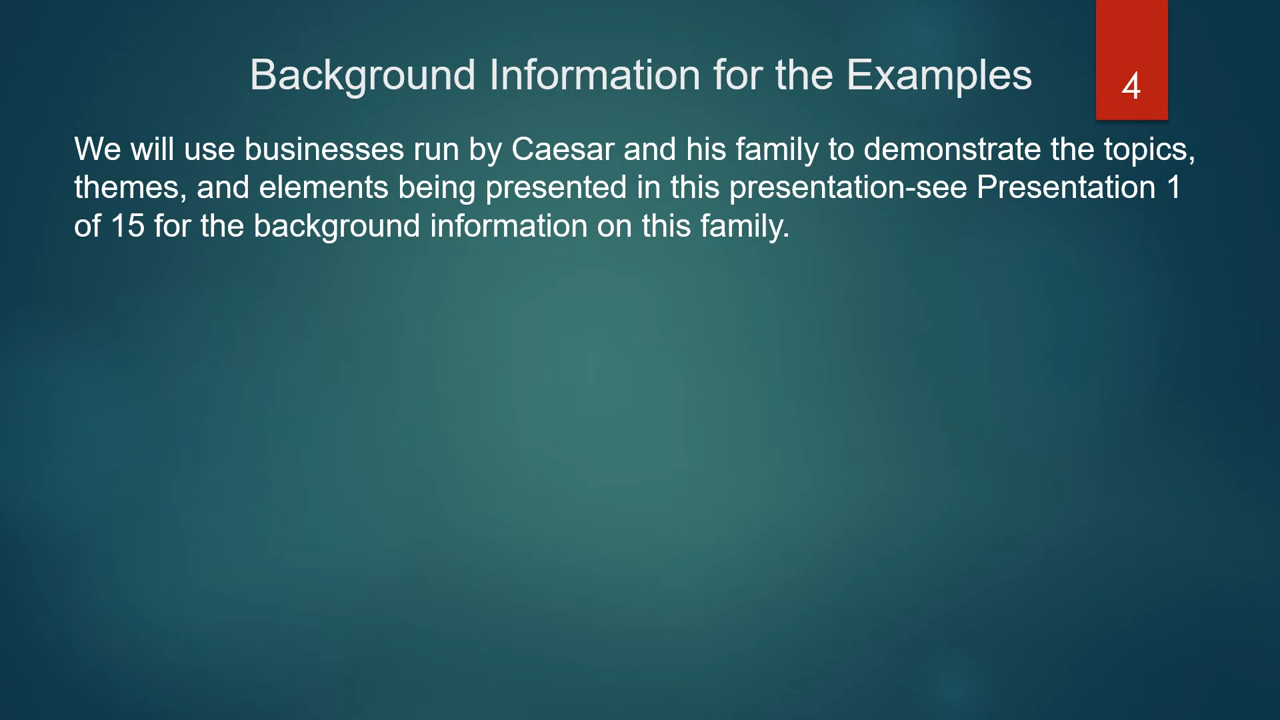 Background Information for the Examples
4
We will use businesses run by Caesar and his family to demonstrate the topics,
themes, and elements being presented in this presentation-see Presentation 1
of 15 for the background information on this family.